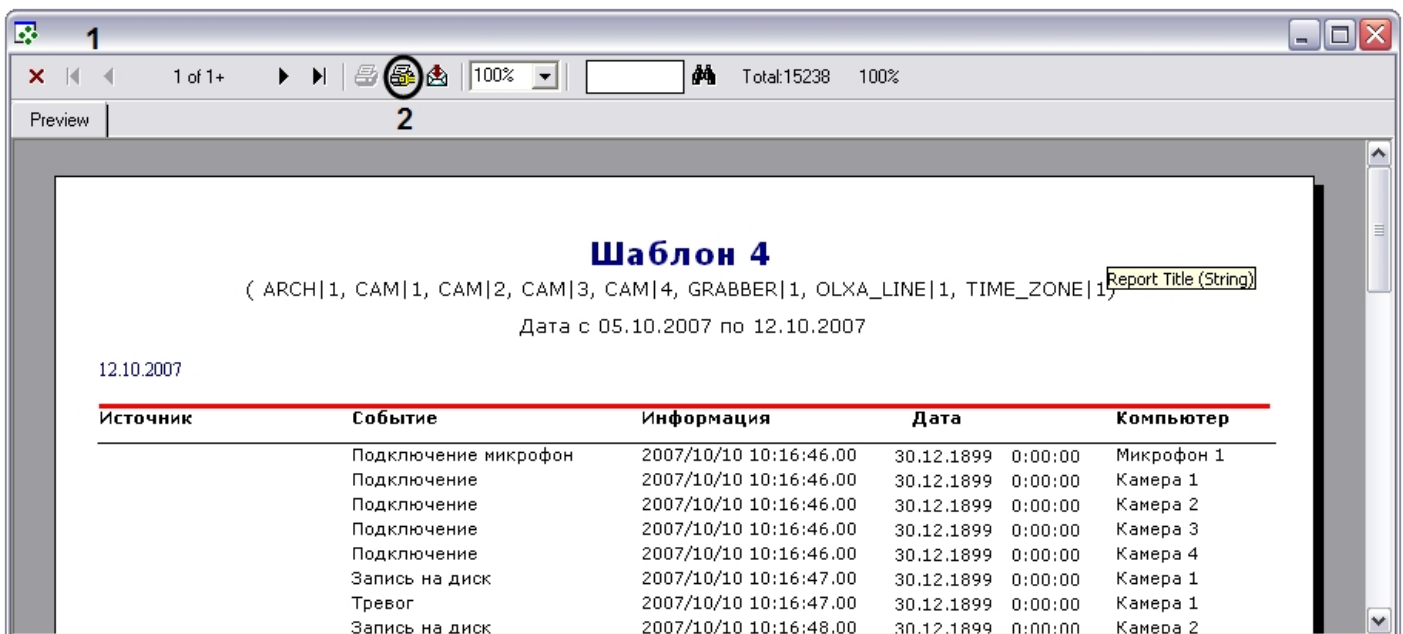 1
1 of 1+ 100% Total:15238 100%
Preview
2
Шаблон 4
( ARCH|1, CAM|1, CAM|2, CAM|3, CAM|4, GRABBER|1, OLXA_LINE|1, TIME_ZONE|1)
Report Title (String)
Дата с 05.10.2007 по 12.10.2007
12.10.2007
Источник Событие Информация Дата Компьютер
Подключение микрофон 2007/10/10 10:16:46.00 30.12.1899 0:00:00 Микрофон 1
Подключение 2007/10/10 10:16:46.00 30.12.1899 0:00:00 Камера 1
Подключение 2007/10/10 10:16:46.00 30.12.1899 0:00:00 Камера 2
Подключение 2007/10/10 10:16:46.00 30.12.1899 0:00:00 Камера 3
Подключение 2007/10/10 10:16:46.00 30.12.1899 0:00:00 Камера 4
Запись на диск 2007/10/10 10:16:47.00 30.12.1899 0:00:00 Камера 1
Тревог 2007/10/10 10:16:47.00 30.12.1899 0:00:00 Камера 1
Запись на диск 2007/10/10 10:16:48.00 30.12.1899 0:00:00 Камера 2